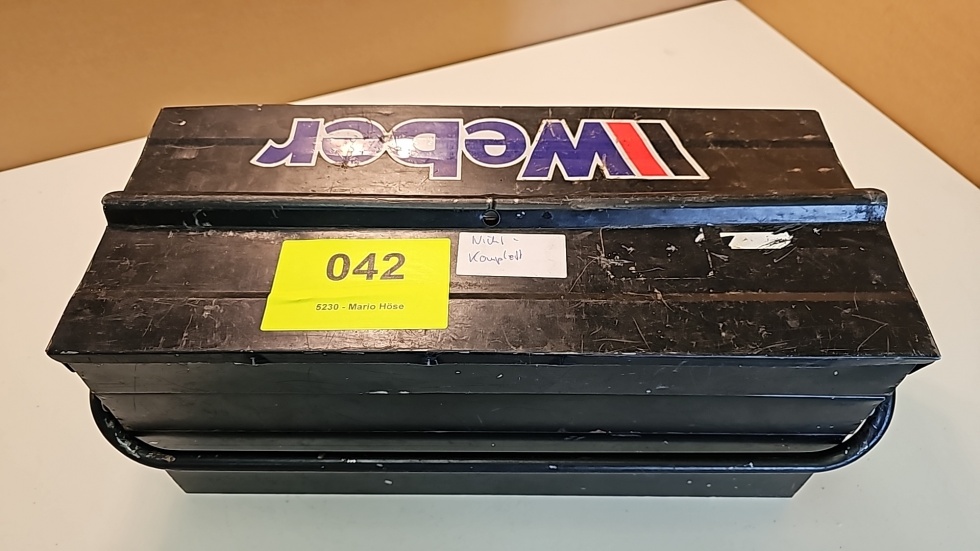 Weber
042
5230 - Mario Höse
Nicht -
Komplett